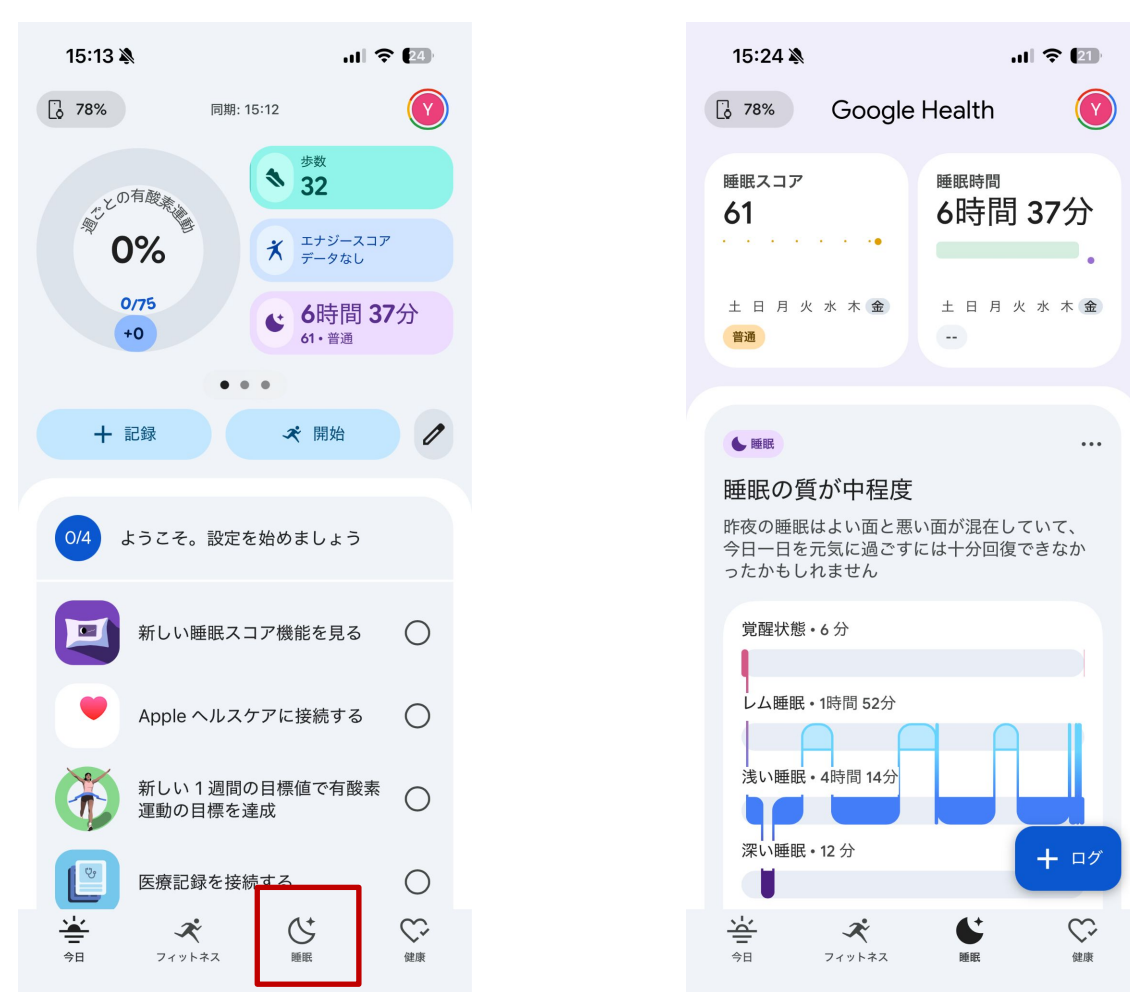 15:13
24
78%
同期: 15:12
Y
週ごとの有酸素運動
0%
0/75
+0
歩数
32
エナジースコア
データなし
6時間 37分
61・普通
記録
開始
0/4
ようこそ。設定を始めましょう
新しい睡眠スコア機能を見る
Apple ヘルスケアに接続する
新しい 1 週間の目標値で有酸素
運動の目標を達成
医療記録を接続する
今日
フィットネス
睡眠
健康
15:24
21
78%
Google Health
Y
睡眠スコア
61
土 日 月 火 水 木 金
普通
睡眠時間
6時間 37分
土 日 月 火 水 木 金
--
睡眠
睡眠の質が中程度
昨夜の睡眠はよい面と悪い面が混在していて、
今日一日を元気に過ごすには十分回復できなか
ったかもしれません
覚醒状態・6 分
レム睡眠・1時間 52分
浅い睡眠・4時間 14分
深い睡眠・12 分
ログ
今日
フィットネス
睡眠
健康